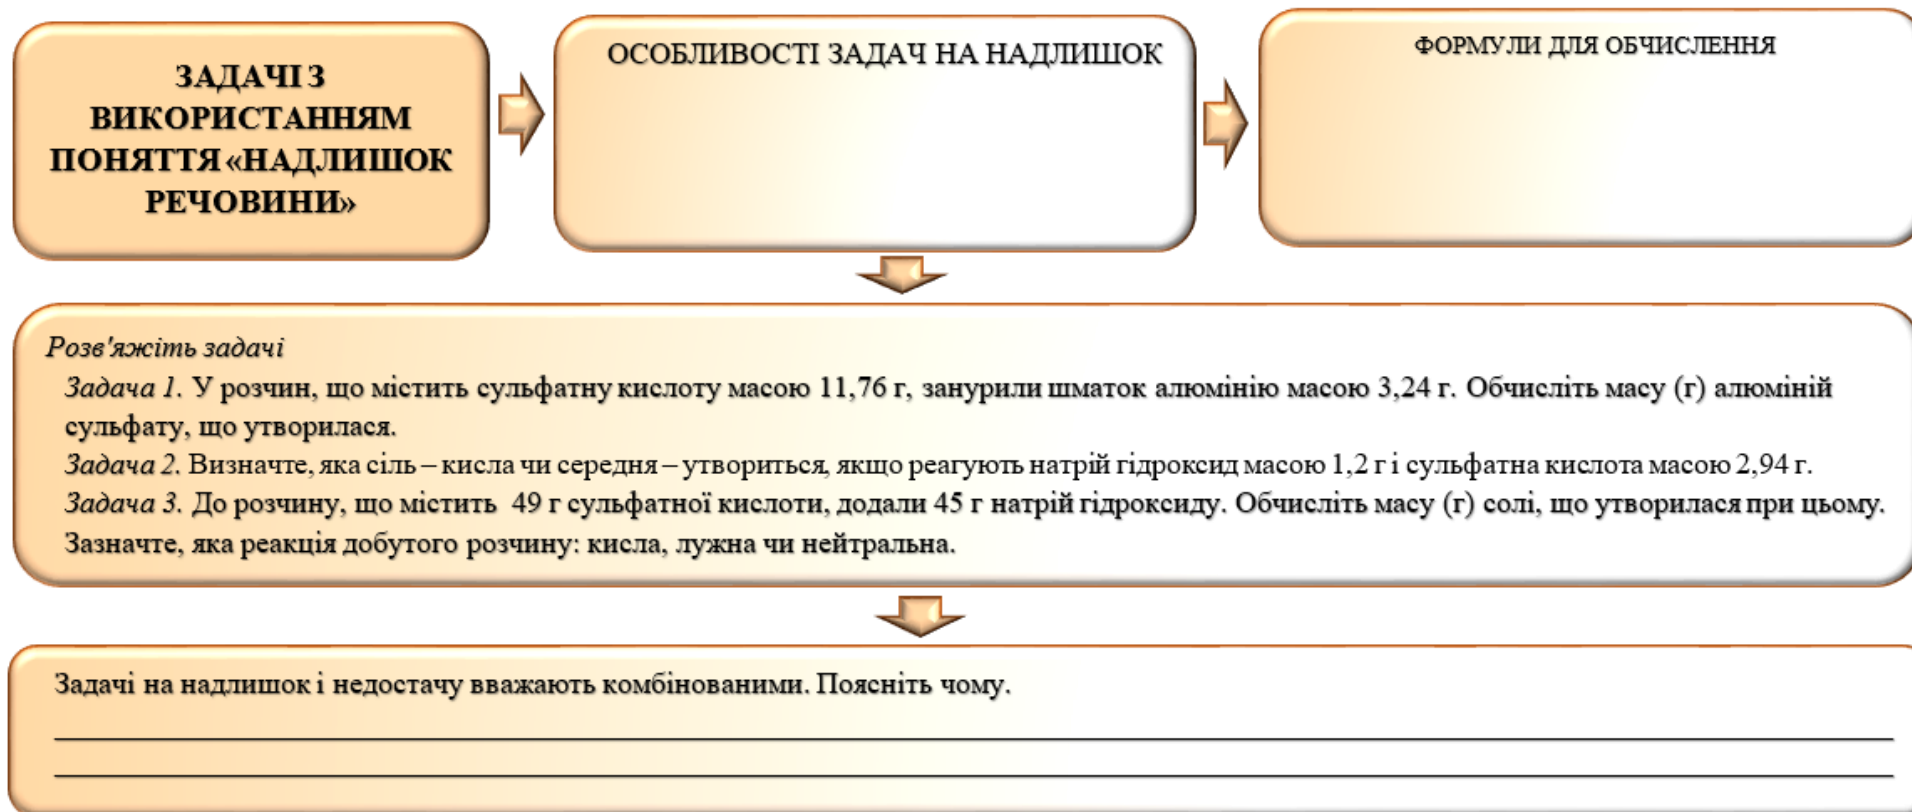 ЗАДАЧІ З
ВИКОРИСТАННЯМ
ПОНЯТТЯ «НАДЛИШОК
РЕЧОВИНИ»
ОСОБЛИВОСТІ ЗАДАЧ НА НАДЛИШОК
ФОРМУЛИ ДЛЯ ОБЧИСЛЕННЯ
Розв'яжіть задачі
Задача 1. У розчин, що містить сульфатну кислоту масою 11,76 г, занурили шматок алюмінію масою 3,24 г. Обчисліть масу (г) алюміній
сульфату, що утворилася.
Задача 2. Визначте, яка сіль – кисла чи середня – утвориться, якщо реагують натрій гідроксид масою 1,2 г і сульфатна кислота масою 2,94 г.
Задача 3. До розчину, що містить 49 г сульфатної кислоти, додали 45 г натрій гідроксиду. Обчисліть масу (г) солі, що утворилася при цьому.
Зазначте, яка реакція добутого розчину: кисла, лужна чи нейтральна.
Задачі на надлишок і недостачу вважають комбінованими. Поясніть чому.